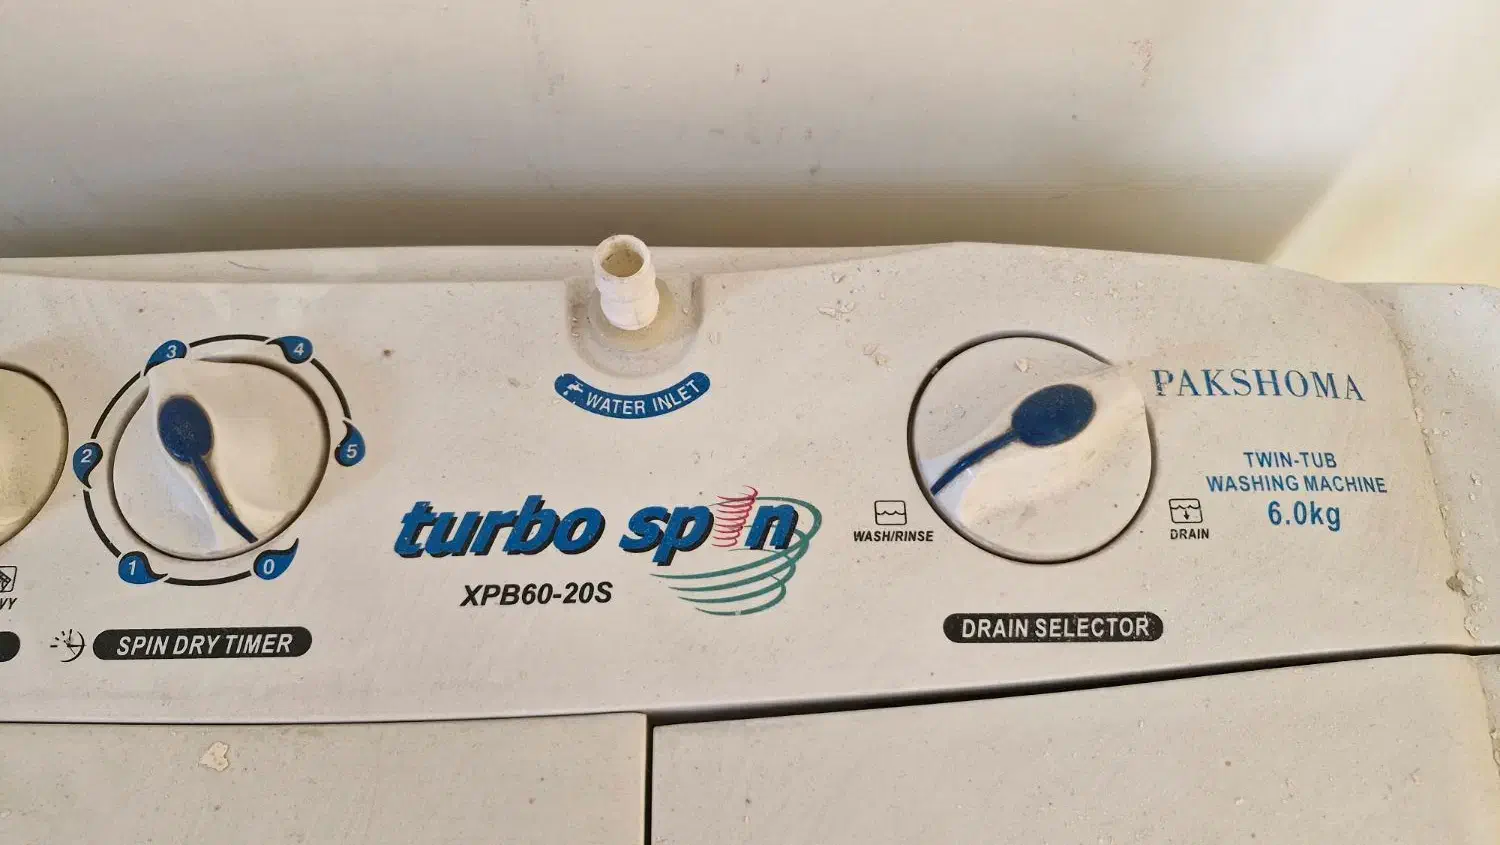 3
4
2
5
1
0
VY
SPIN DRY TIMER
WATER INLET
turbo spin
XPB60-20S
WASH/RINSE
DRAIN
DRAIN SELECTOR
PAKSHOMA
TWIN-TUB
WASHING MACHINE
6.0kg